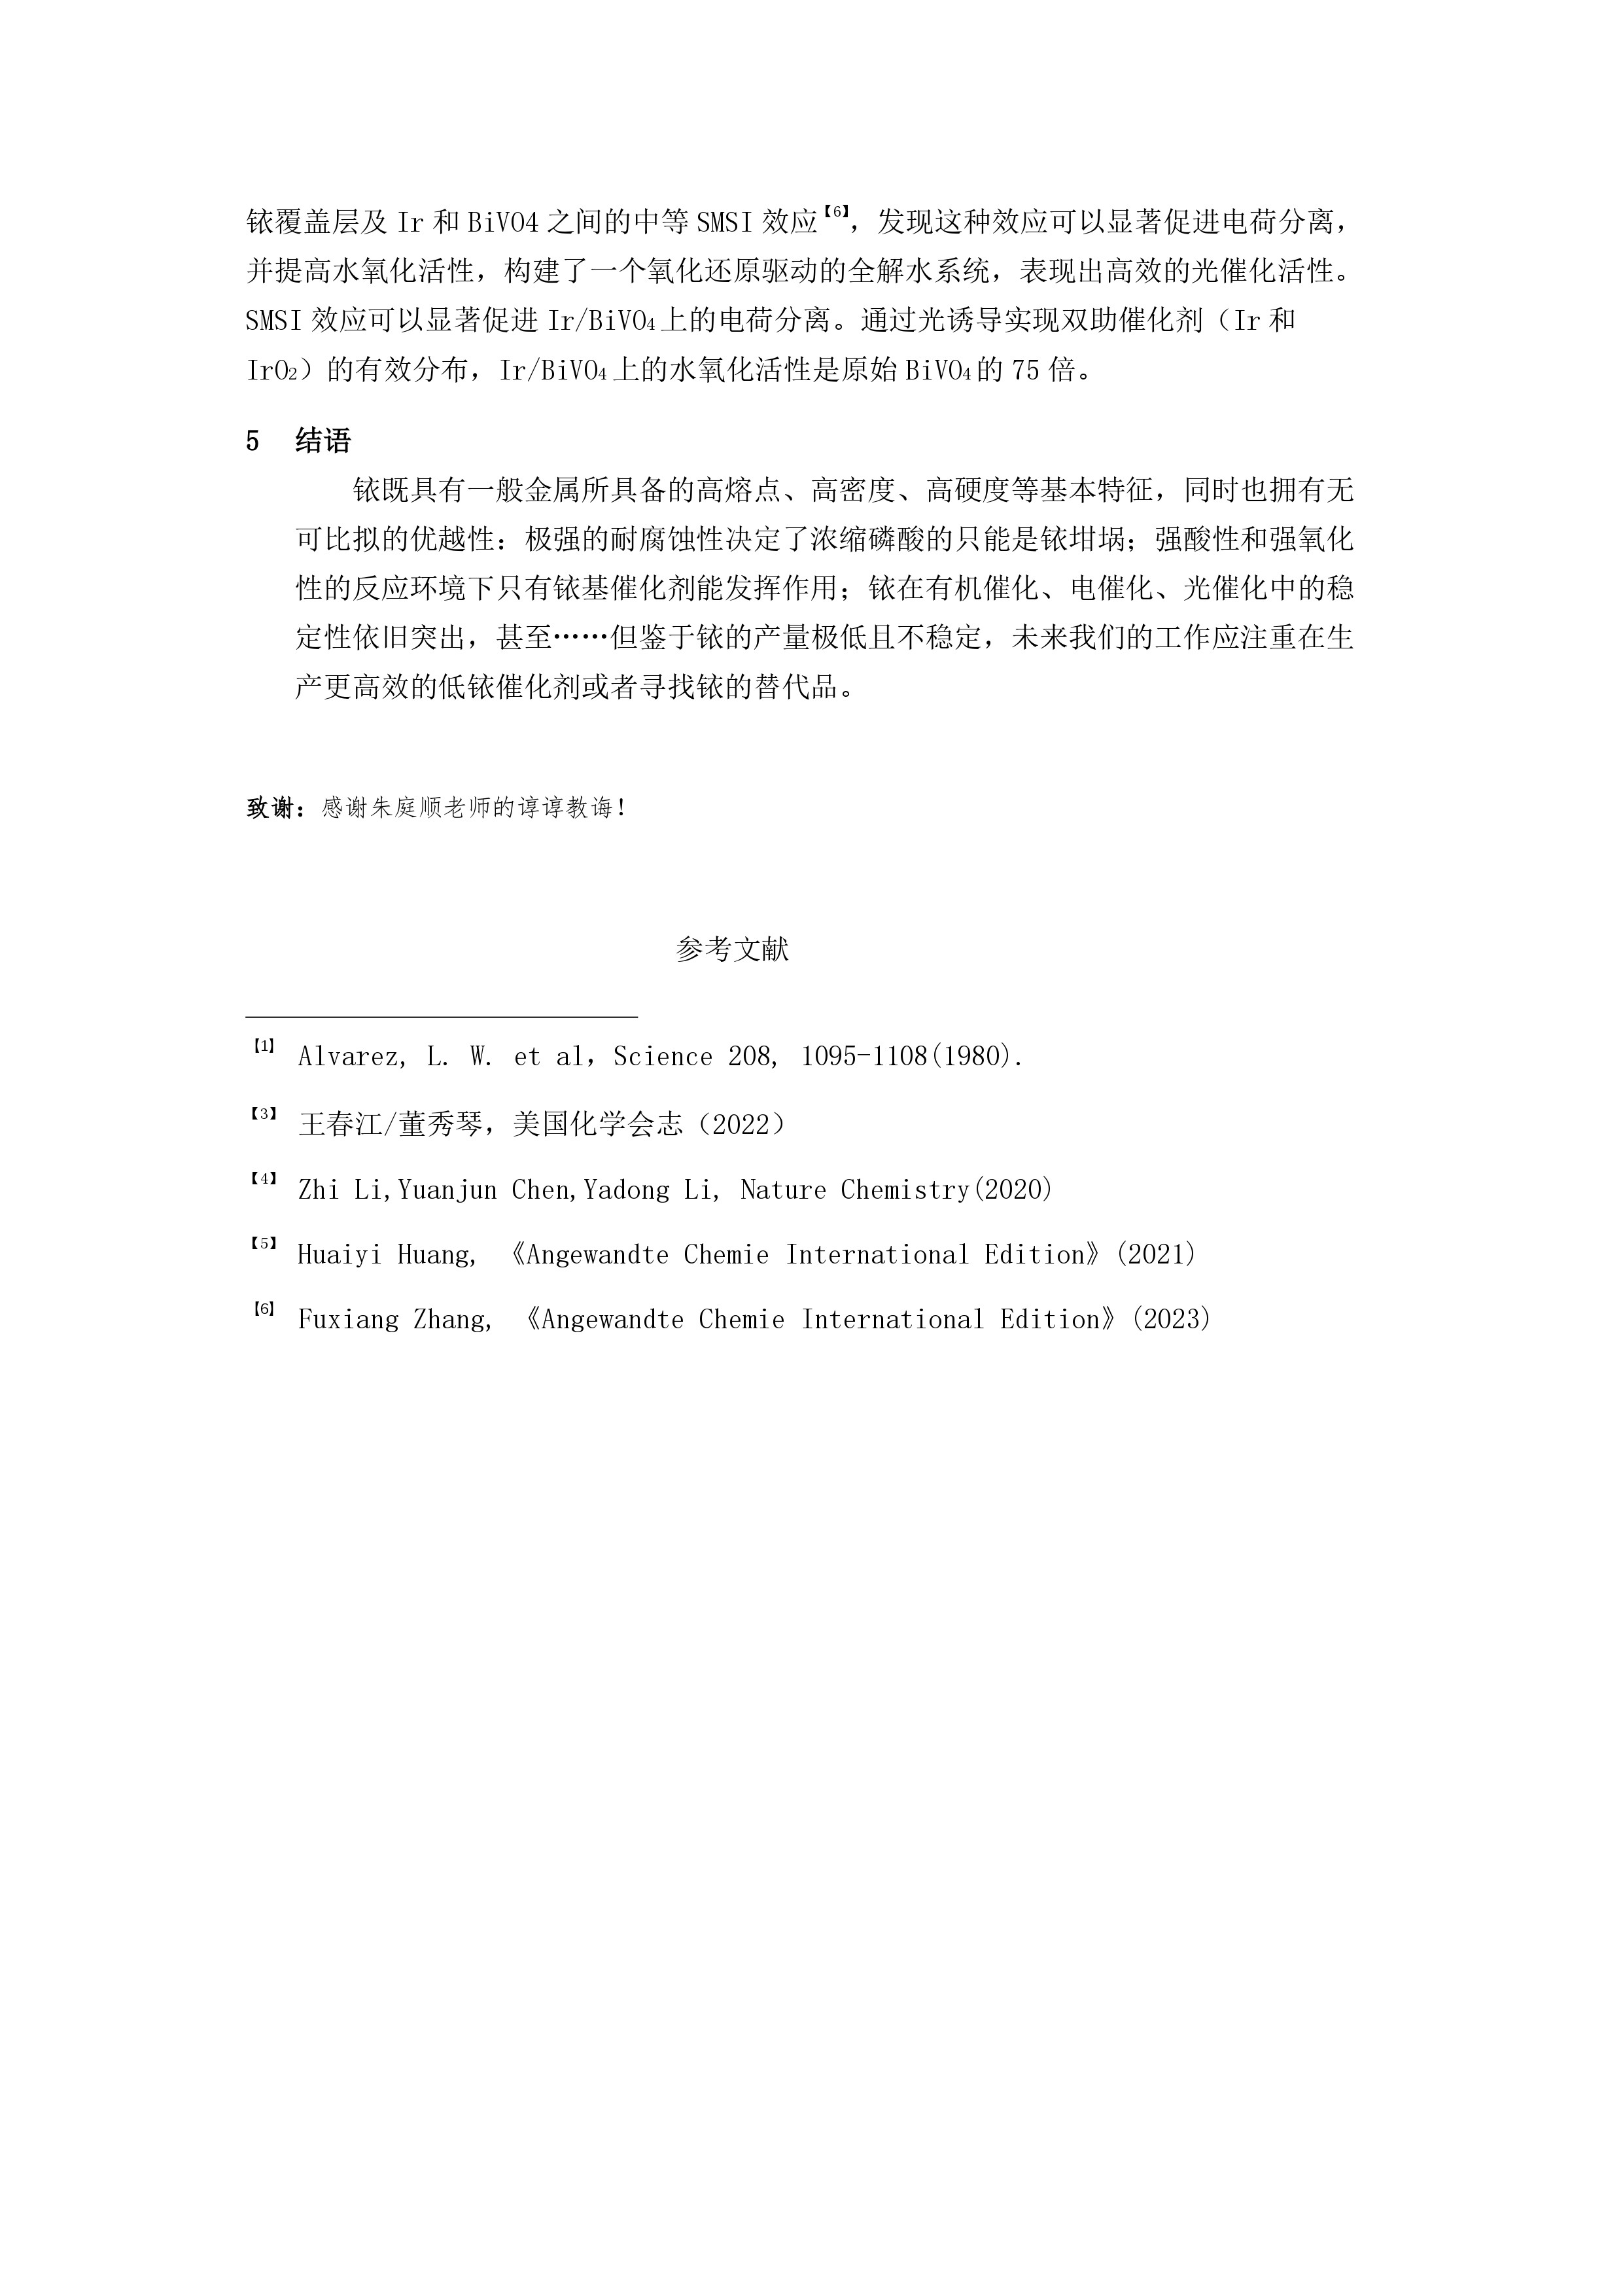 铱覆盖层及 Ir 和 BiVO4 之间的中等 SMSI 效应【6】，发现这种效应可以显著促进电荷分离，
并提高水氧化活性，构建了一个氧化还原驱动的全解水系统，表现出高效的光催化活性。
SMSI 效应可以显著促进 Ir/BiVO₄上的电荷分离。通过光诱导实现双助催化剂（Ir 和
IrO₂）的有效分布，Ir/BiVO₄上的水氧化活性是原始 BiVO₄的 75 倍。
5 结语
铱既具有一般金属所具备的高熔点、高密度、高硬度等基本特征，同时也拥有无
可比拟的优越性：极强的耐腐蚀性决定了浓缩磷酸的只能是铱坩埚；强酸性和强氧化
性的反应环境下只有铱基催化剂能发挥作用；铱在有机催化、电催化、光催化中的稳
定性依旧突出，甚至……但鉴于铱的产量极低且不稳定，未来我们的工作应注重在生
产更高效的低铱催化剂或者寻找铱的替代品。
致谢：感谢朱庭顺老师的谆谆教诲！
参考文献
【1】 Alvarez, L. W. et al，Science 208, 1095-1108(1980).
【3】 王春江/董秀琴，美国化学会志（2022）
【4】 Zhi Li,Yuanjun Chen,Yadong Li, Nature Chemistry(2020)
【5】 Huaiyi Huang, 《Angewandte Chemie International Edition》(2021)
【6】 Fuxiang Zhang, 《Angewandte Chemie International Edition》(2023)